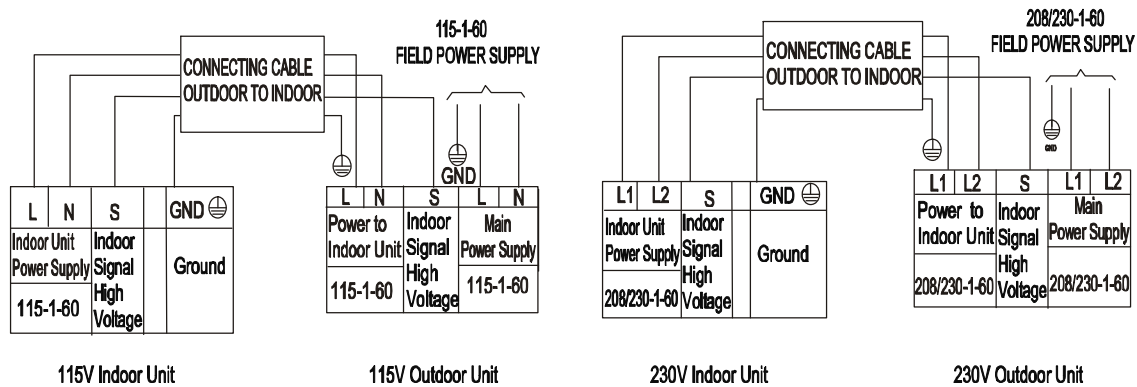 115-1-60
FIELD POWER SUPPLY
CONNECTING CABLE
OUTDOOR TO INDOOR
GND
L N S GND
Indoor Unit
Power Supply
115-1-60
Indoor
Signal
High
Voltage
Ground
L N S L N
Power to
Indoor Unit
115-1-60
Indoor
Signal
High
Voltage
Main
Power Supply
115-1-60
115V Indoor Unit
115V Outdoor Unit
208/230-1-60
FIELD POWER SUPPLY
CONNECTING CABLE
OUTDOOR TO INDOOR
GND
L1 L2 S GND
Indoor Unit
Power Supply
208/230-1-60
Indoor
Signal
High
Voltage
Ground
L1 L2 S L1 L2
Power to
Indoor Unit
208/230-1-60
Indoor
Signal
High
Voltage
Main
Power Supply
208/230-1-60
230V Indoor Unit
230V Outdoor Unit